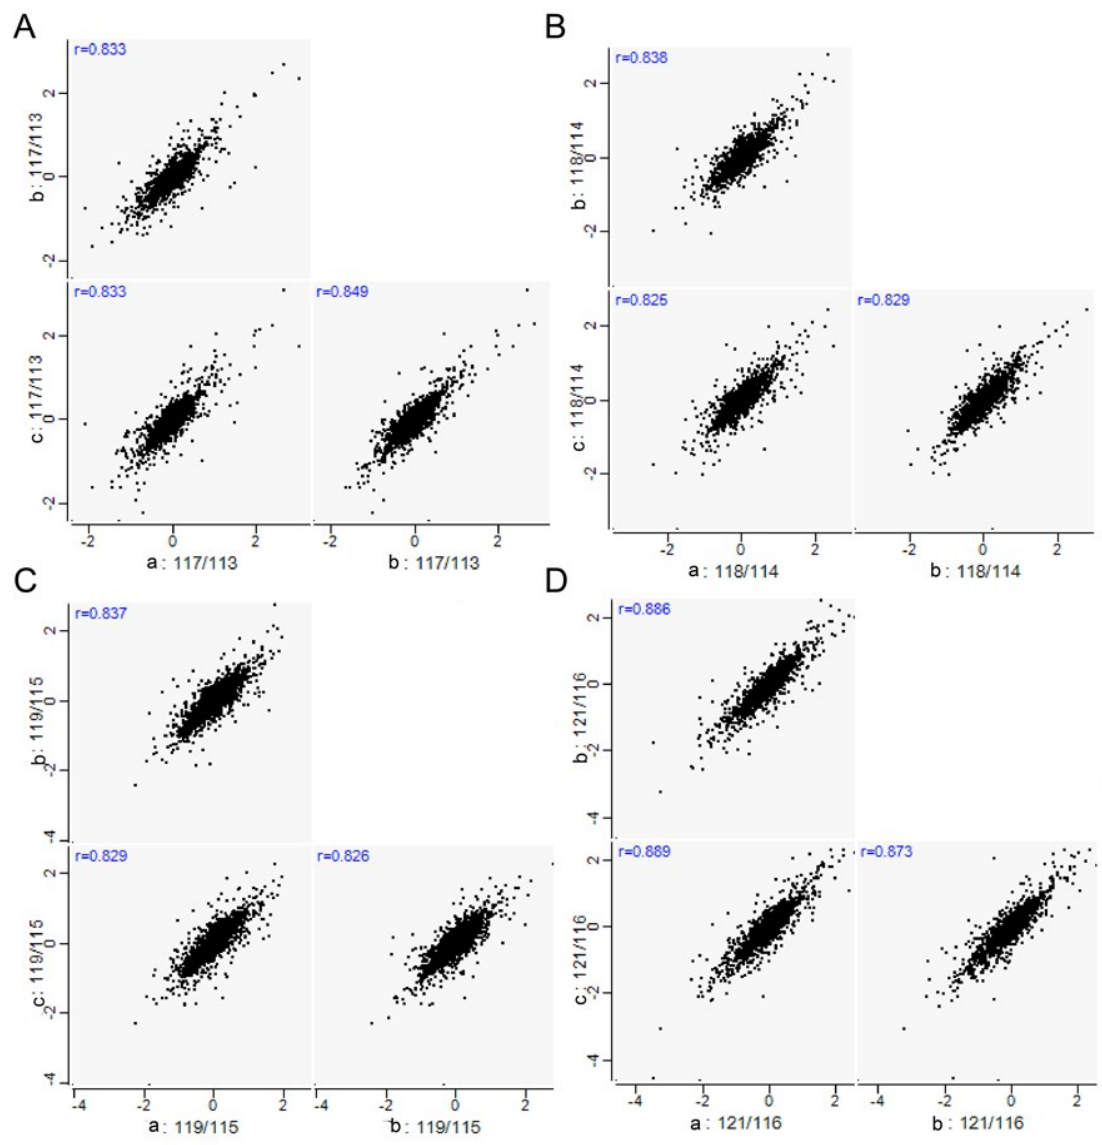 A
B
r=0.833
r=0.838
b: 117/113
2
0
-2
b: 118/114
2
0
-2
r=0.833
r=0.849
r=0.825
r=0.829
c: 117/113
2
0
-2
c: 118/114
2
0
-2
-2 0 2 -2 0 2
-2 0 2 -2 0 2
a: 117/113 b: 117/113
a: 118/114 b: 118/114
C
D
r=0.837
r=0.886
b: 119/115
2
0
-2
-4
b: 121/116
2
0
-2
-4
r=0.829
r=0.826
r=0.889
r=0.873
c: 119/115
2
0
-2
-4
c: 121/116
2
0
-2
-4
-4 -2 0 2 -4 -2 0 2
-4 -2 0 2 -4 -2 0 2
a: 119/115 b: 119/115
a: 121/116 b: 121/116